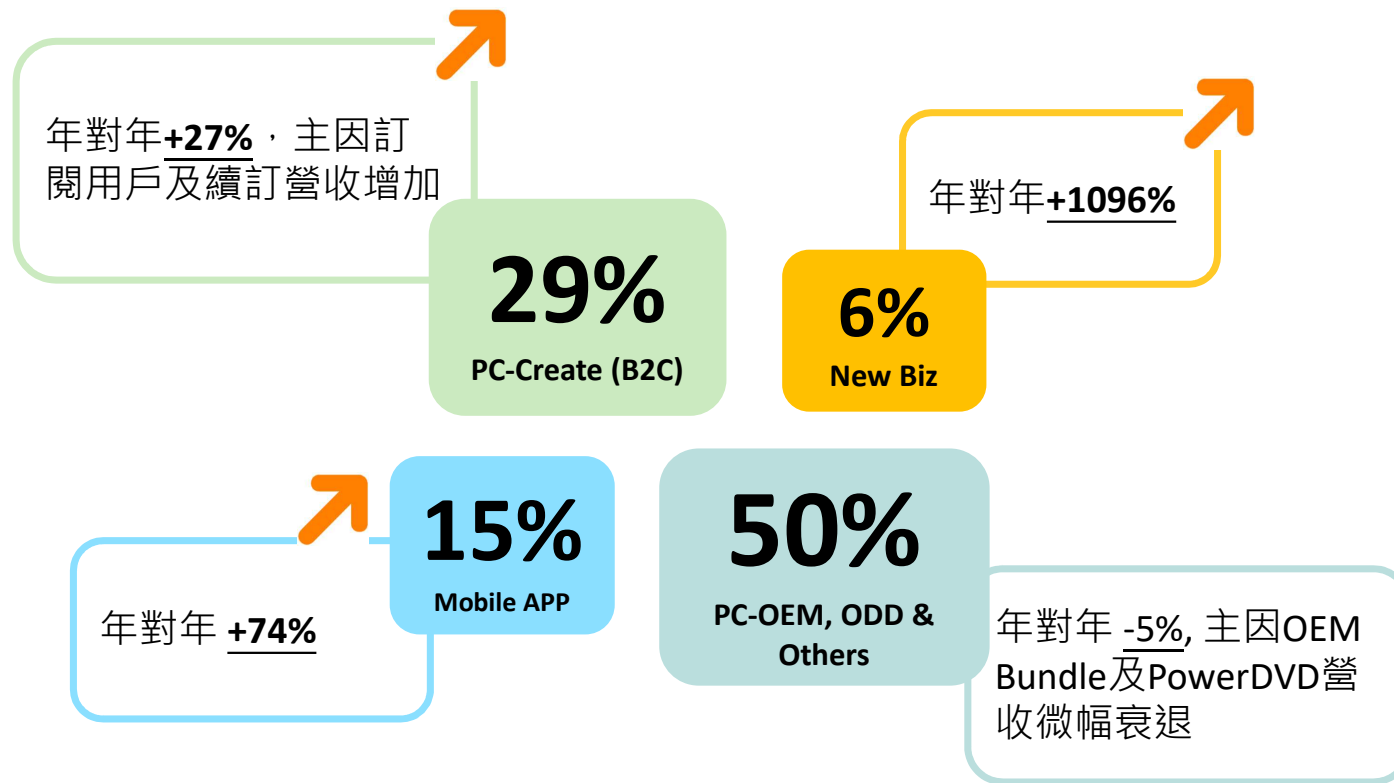 年對年+27%，主因訂
閱用戶及續訂營收增加
29%
PC-Create (B2C)
年對年+1096%
6%
New Biz
15%
Mobile APP
年對年 +74%
50%
PC-OEM, ODD &
Others
年對年 -5%, 主因OEM
Bundle及PowerDVD營
收微幅衰退